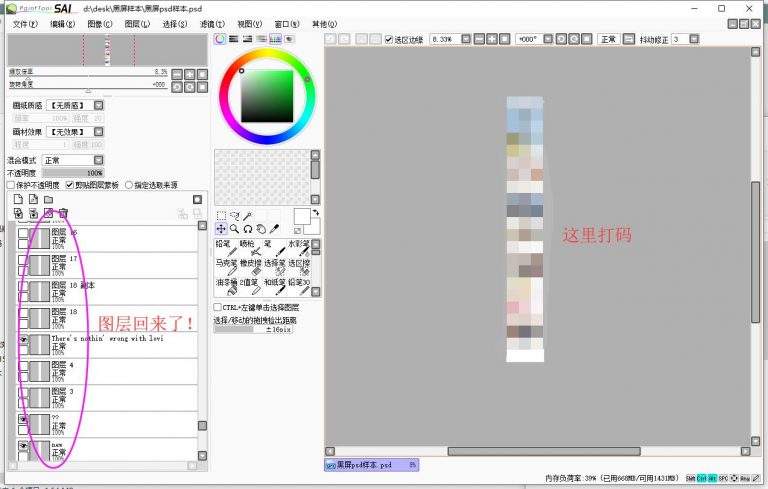 PaintTool SAI d:\desk\黑屏样本\黑屏psd样本.psd
文件(F) 编辑(E) 图像(C) 图层(L) 选择(S) 滤镜(T) 视图(V) 窗口(W) 其他(O)
选区边缘 8.33% +000° 正常 抖动修正 3
缩放倍率 8.3%
旋转角度 +000
画纸质感 【无质感】
倍率 100% 强度 20
画材效果 【无效果】
程度 1 强度 100
混合模式 正常
不透明度 100%
保护不透明度 剪贴图层蒙板 指定选取来源
图层 16
正常
100%
图层 17
正常
100%
图层 18 副本
正常
100%
图层 18
正常
100%
图层回来了!
There's nothin' wrong with lovi
正常
100%
图层 4
正常
100%
图层 3
正常
100%
??
正常
100%
new
正常
100%
铅笔 喷枪 笔 水彩笔
马克笔 橡皮擦 选择笔 选区擦
油漆桶 2值笔 和纸笔 铅笔30
CTRL+左键单击选择图层
选择/移动的拖拽检出距离
±16pix
这里打码
黑屏psd样本.psd 8%
内存负荷率:39% (已用668MB/可用1431MB)
Shift Ctrl Alt SPC Any